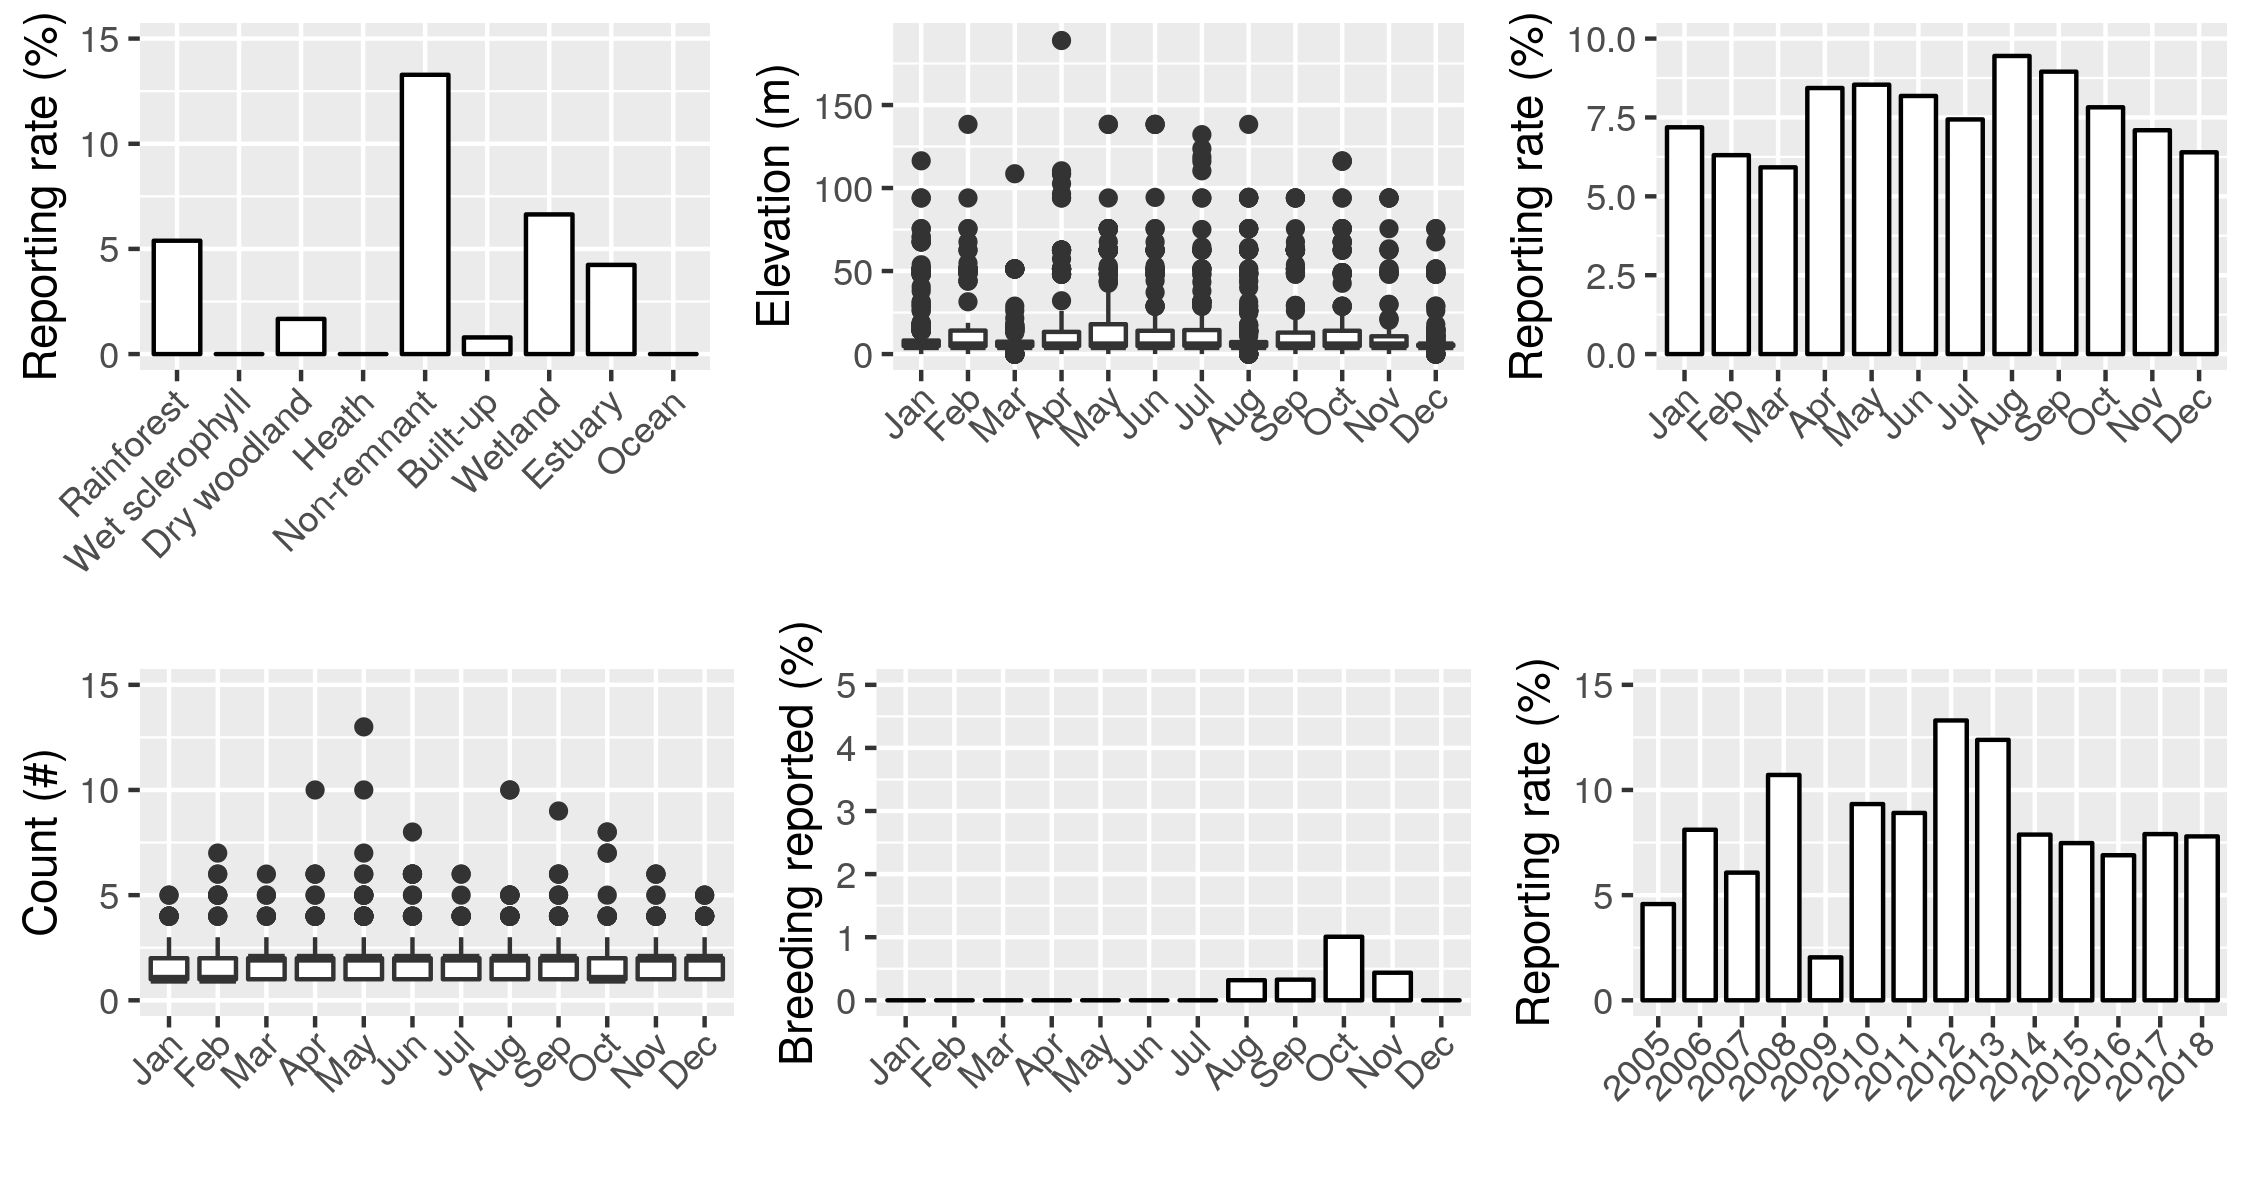 Reporting rate (%)
15
10
5
0
Rainforest
Wet sclerophyll
Dry woodland
Heath
Non-remnant
Built-up
Wetland
Estuary
Ocean
Elevation (m)
150
100
50
0
Jan
Feb
Mar
Apr
May
Jun
Jul
Aug
Sep
Oct
Nov
Dec
Reporting rate (%)
10.0
7.5
5.0
2.5
0.0
Jan
Feb
Mar
Apr
May
Jun
Jul
Aug
Sep
Oct
Nov
Dec
Count (#)
15
10
5
0
Jan
Feb
Mar
Apr
May
Jun
Jul
Aug
Sep
Oct
Nov
Dec
Breeding reported (%)
5
4
3
2
1
0
Jan
Feb
Mar
Apr
May
Jun
Jul
Aug
Sep
Oct
Nov
Dec
Reporting rate (%)
15
10
5
0
2005
2006
2007
2008
2009
2010
2011
2012
2013
2014
2015
2016
2017
2018